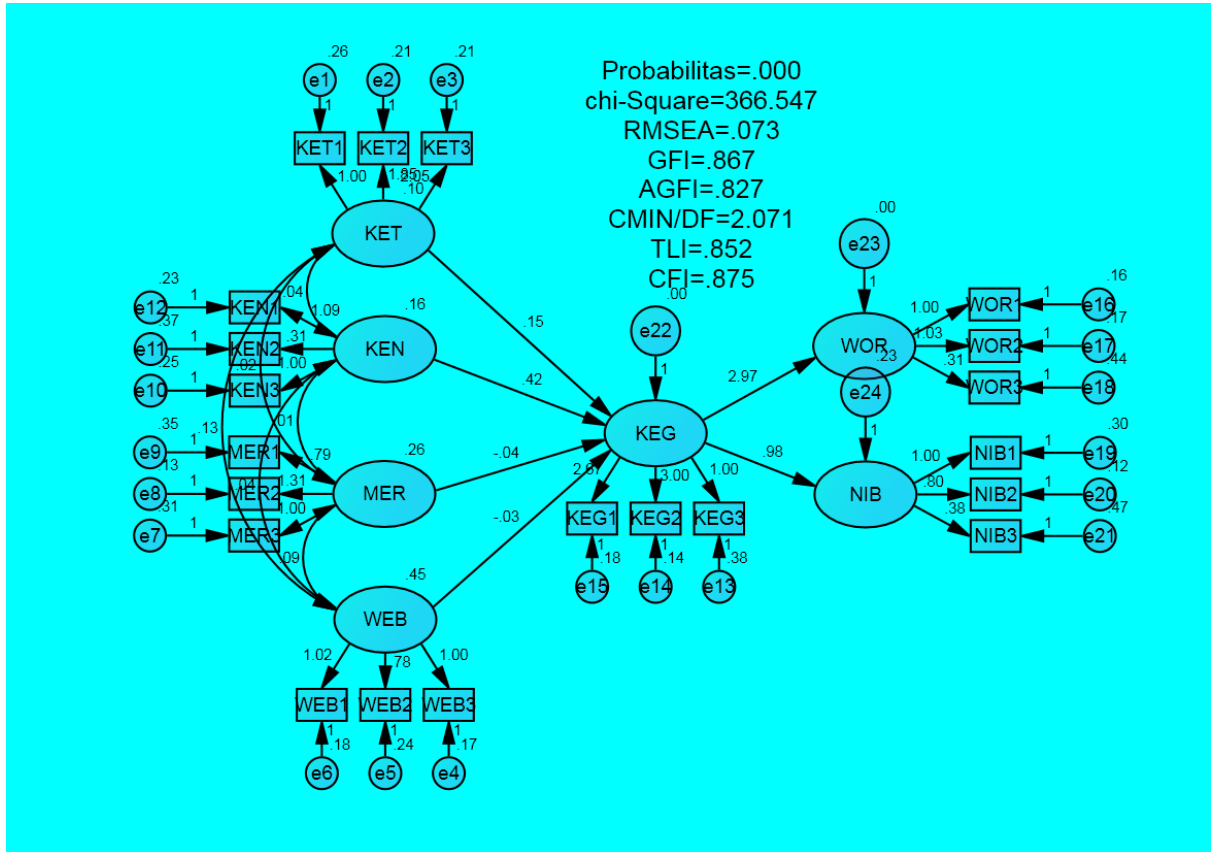 .26
.21
.21
e1
e2
e3
1
1
1
KET1
KET2
KET3
1.00
2.05
.10
KET
Probabilitas=.000
chi-Square=366.547
RMSEA=.073
GFI=.867
AGFI=.827
CMIN/DF=2.071
TLI=.852
CFI=.875
.23
e12
1
KEN1
.04
1.09
.16
.37
e11
1
KEN2
.31
KEN
.25
e10
1
KEN3
1.00
.02
.15
.42
.00
e22
1
.00
e23
1
WOR
.23
e24
1
1.00
WOR1
1
.16
e16
1.03
WOR2
1
.17
e17
.31
WOR3
1
.44
e18
2.97
KEG
.98
.35
e9
1
MER1
.13
.01
.79
.26
.13
e8
1
MER2
1.31
MER
.31
e7
1
MER3
1.00
.04
.09
-.04
-.03
3.00
1.00
KEG1
KEG2
KEG3
1
.18
1
.14
1
.38
e15
e14
e13
NIB
1.00
NIB1
1
.30
e19
.80
NIB2
1
.12
e20
.38
NIB3
1
.47
e21
.45
WEB
1.02
.78
1.00
WEB1
WEB2
WEB3
1
.18
1
.24
1
.17
e6
e5
e4